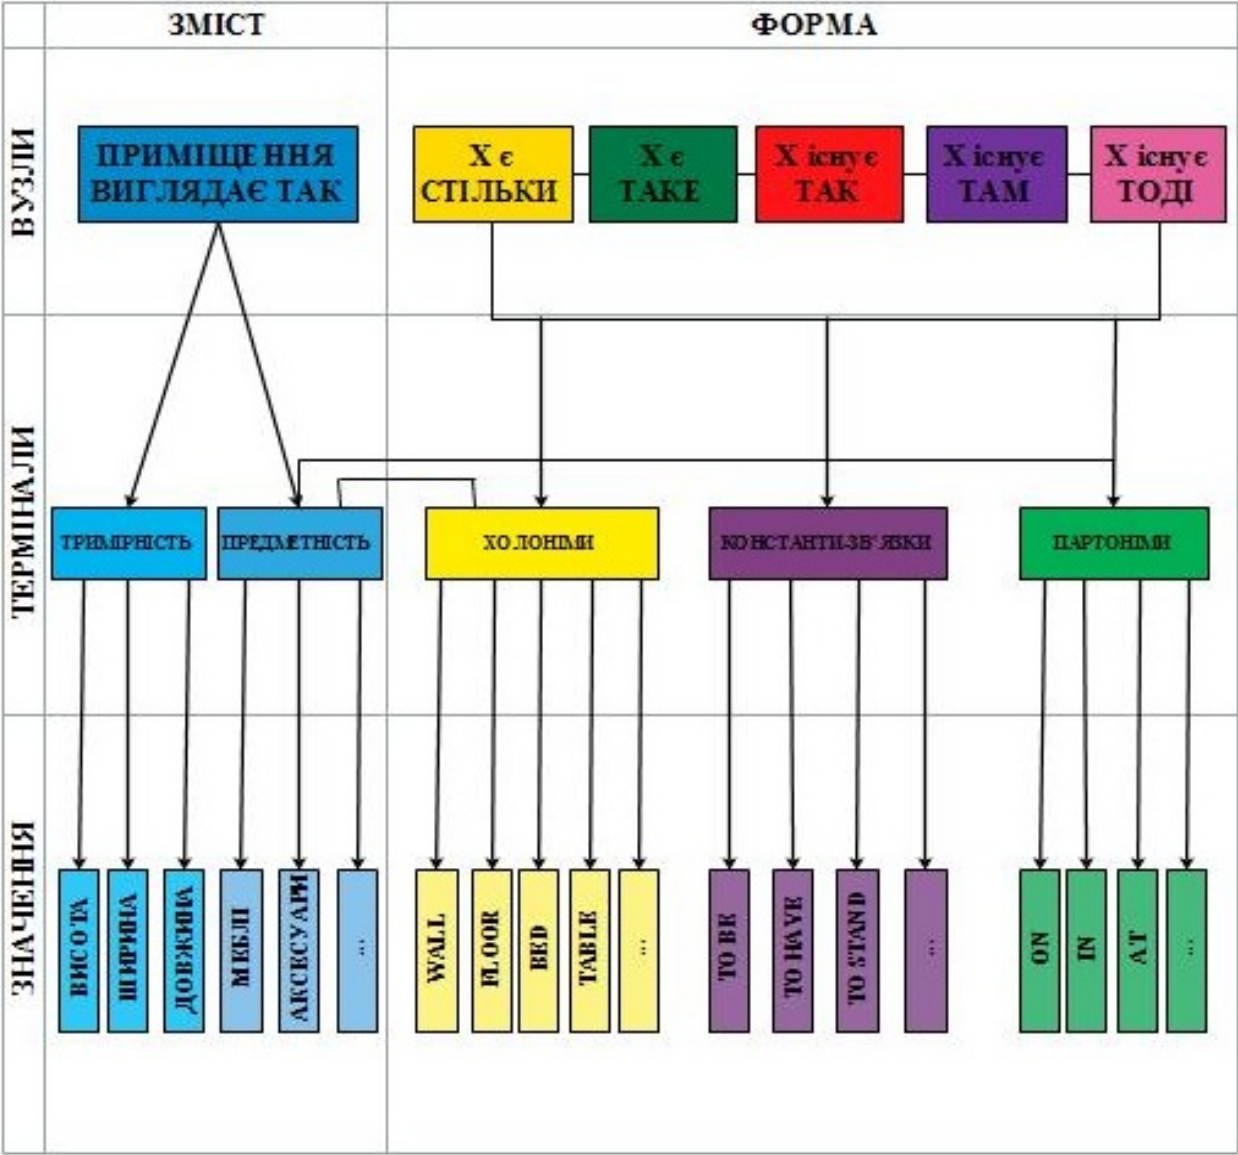 ЗМІСТ
ФОРМА
ВУЗЛИ
ПРИМІЩЕННЯ
ВИГЛЯДАЄ ТАК
X є
СТІЛЬКИ
X є
ТАКЕ
X існує
ТАК
X існує
ТАМ
X існує
ТОДІ
ТЕРМІНАЛИ
ТРИМІРНІСТЬ
ПРЕДМЕТНІСТЬ
ХОЛОНІМИ
КОНСТАНТИ-ЗВ'ЯЗКИ
ПАРТОНІМИ
ЗНАЧЕННЯ
ВИСОТА
ШИРИНА
ДОВЖИНА
МЕБЛІ
АКСЕСУАРИ
...
WALL
FLOOR
BED
TABLE
...
TO BE
TO HAVE
TO STAND
...
ON
IN
AT
...